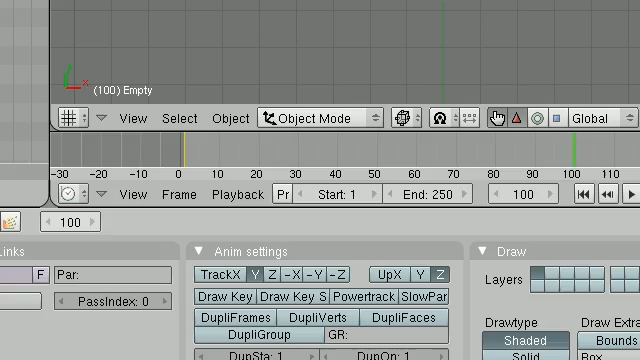 x
(100) Empty
View Select Object Object Mode Global
-30 -20 -10 0 10 20 30 40 50 60 70 80 90 100 110
View Frame Playback Pr Start: 1 End: 250 100
100
Links Anim settings Draw
F Par: TrackX Y Z -X -Y -Z UpX Y Z Layers
PassIndex: 0 Draw Key Draw Key S Powertrack SlowPar
DupliFrames DupliVerts DupliFaces
Drawtype Draw Extra
DupliGroup GR: Shaded Bounds
DupSta: 1 DupOn: 1 Solid Box